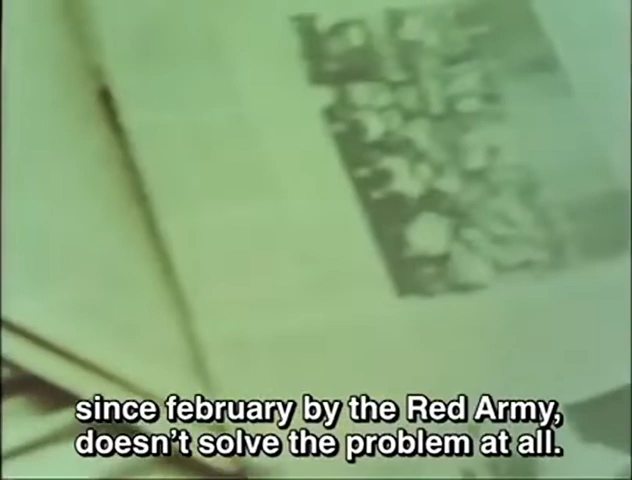 since february by the Red Army,
doesn't solve the problem at all.